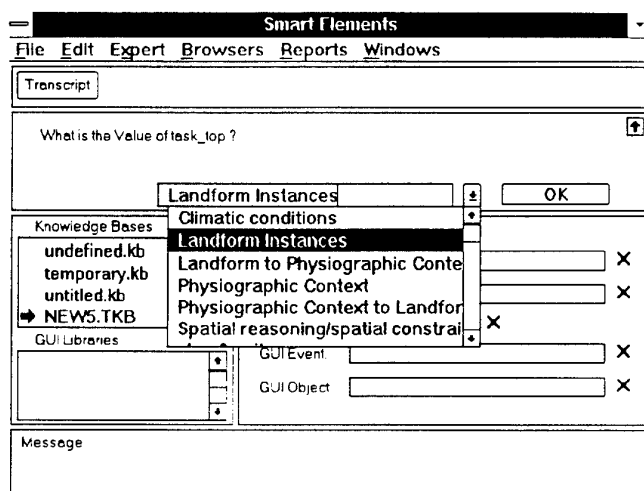 Smart Elements
File Edit Expert Browsers Reports Windows
Transcript
What is the Value of task_top ?
Landform Instances
OK
Climatic conditions
Landform Instances
Landform to Physiographic Conte
Physiographic Context
Physiographic Context to Landfor
Spatial reasoning/spatial constrai
Knowledge Bases
undefined.kb
temporary.kb
untitled.kb
NEW5.TKB
GUI Libraries
GUI Event
GUI Object
Message